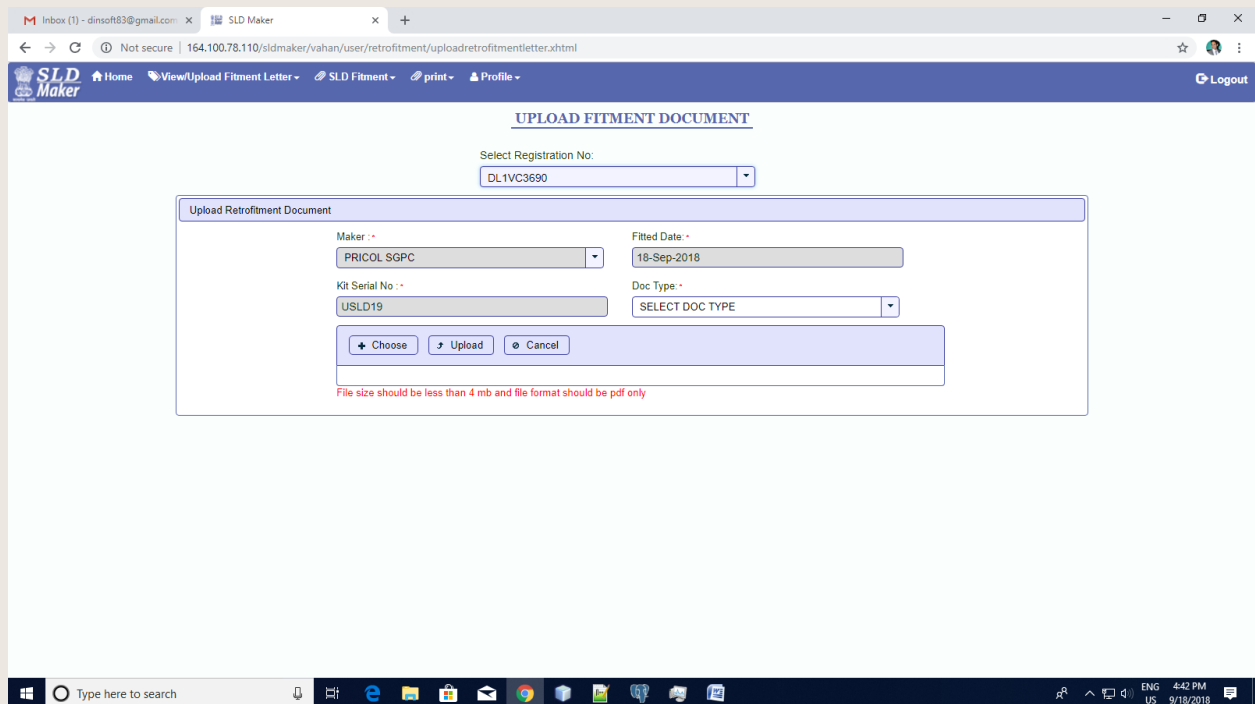 Inbox (1) - dinsoft83@gmail.com
SLD Maker
Not secure | 164.100.78.110/sldmaker/vahan/user/retrofitment/uploadretrofitmentletter.xhtml
SLD Maker
Home View/Upload Fitment Letter SLD Fitment print Profile
Logout
UPLOAD FITMENT DOCUMENT
Select Registration No:
DL1VC3690
Upload Retrofitment Document
Maker :* Fitted Date:*
PRICOL SGPC 18-Sep-2018
Kit Serial No :* Doc Type:*
USLD19 SELECT DOC TYPE
Choose Upload Cancel
File size should be less than 4 mb and file format should be pdf only
Type here to search
ENG 4:42 PM
US 9/18/2018